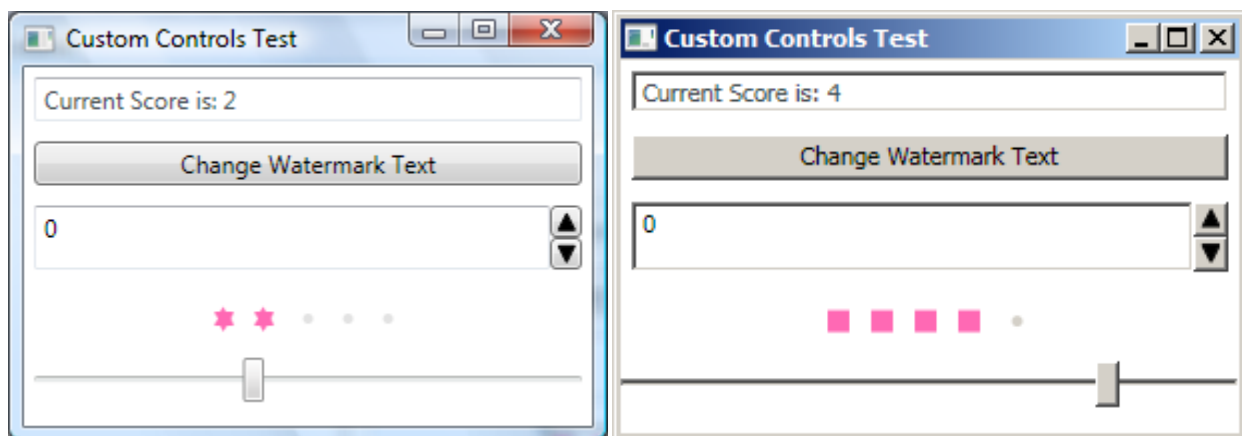 Custom Controls Test
Current Score is: 2
Change Watermark Text
0
Custom Controls Test
Current Score is: 4
Change Watermark Text
0